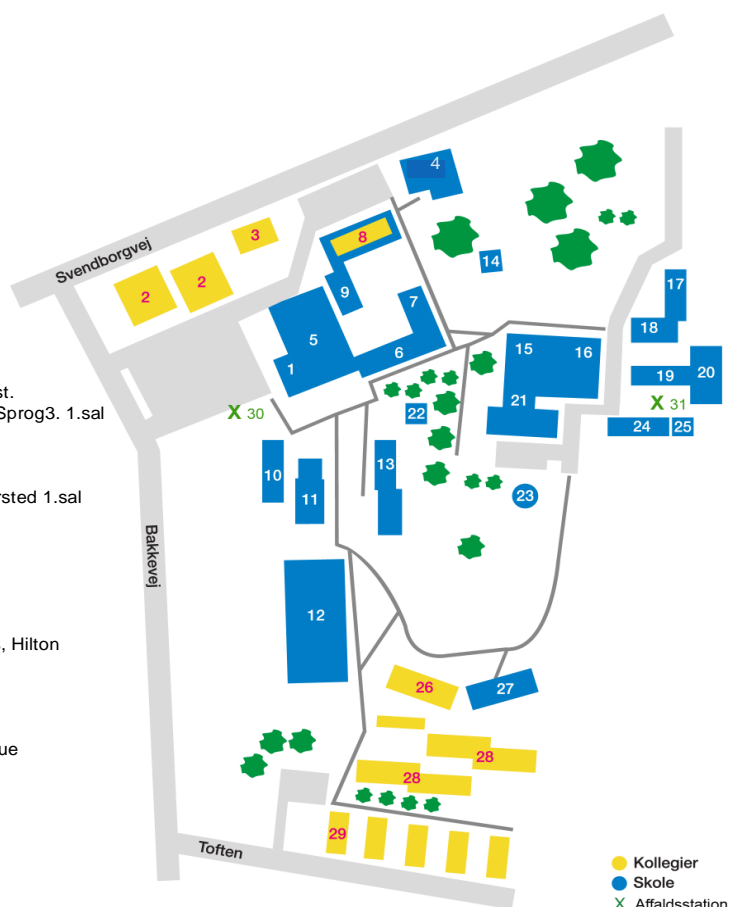 4
3
8
Svendborgvej
2
2
14
9
7
17
5
18
15
16
6
1
19
20
st.
21
X 31
Sprog3. 1.sal
X 30
22
24
25
13
10
23
rsted 1.sal
11
Bakkevej
12
, Hilton
26
27
ue
28
28
29
Toften
Kollegier
Skole
X Affaldsstation